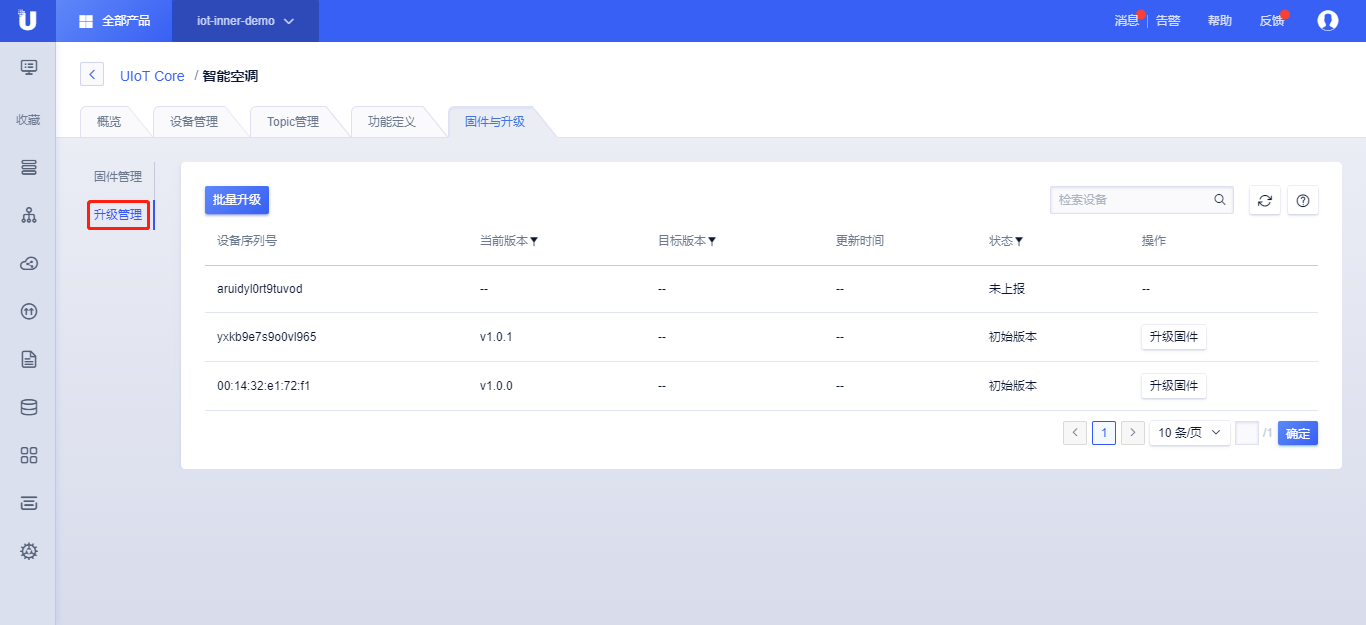 全部产品
iot-inner-demo
消息
告警
帮助
反馈
收藏
UIoT Core / 智能空调
概览
设备管理
Topic管理
功能定义
固件与升级
固件管理
升级管理
批量升级
检索设备
设备序列号 当前版本 目标版本 更新时间 状态 操作
aruidyl0rt9tuvod -- -- -- 未上报 --
yxkb9e7s9o0vl965 v1.0.1 -- -- 初始版本 升级固件
00:14:32:e1:72:f1 v1.0.0 -- -- 初始版本 升级固件
1 10 条/页 /1 确定